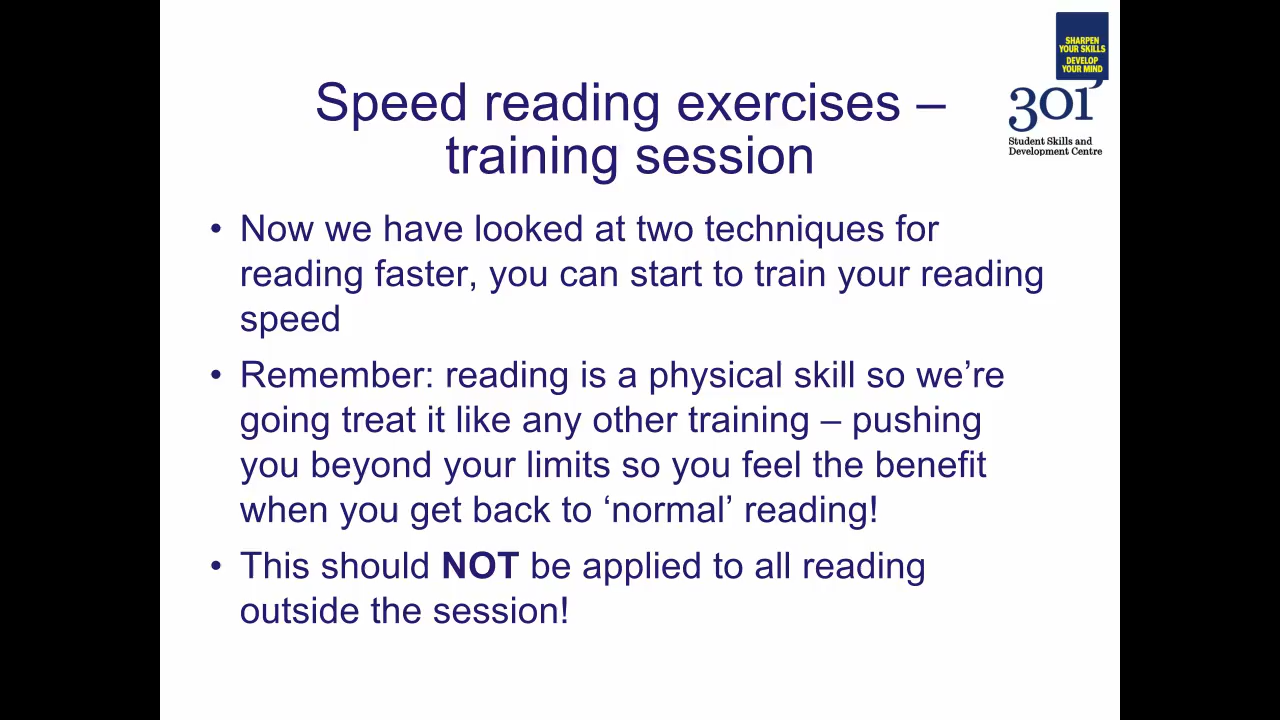 SHARPEN
YOUR SKILLS
DEVELOP
YOUR MIND
301
Student Skills and
Development Centre
Speed reading exercises –
training session
• Now we have looked at two techniques for
reading faster, you can start to train your reading
speed
• Remember: reading is a physical skill so we’re
going treat it like any other training – pushing
you beyond your limits so you feel the benefit
when you get back to ‘normal’ reading!
• This should NOT be applied to all reading
outside the session!